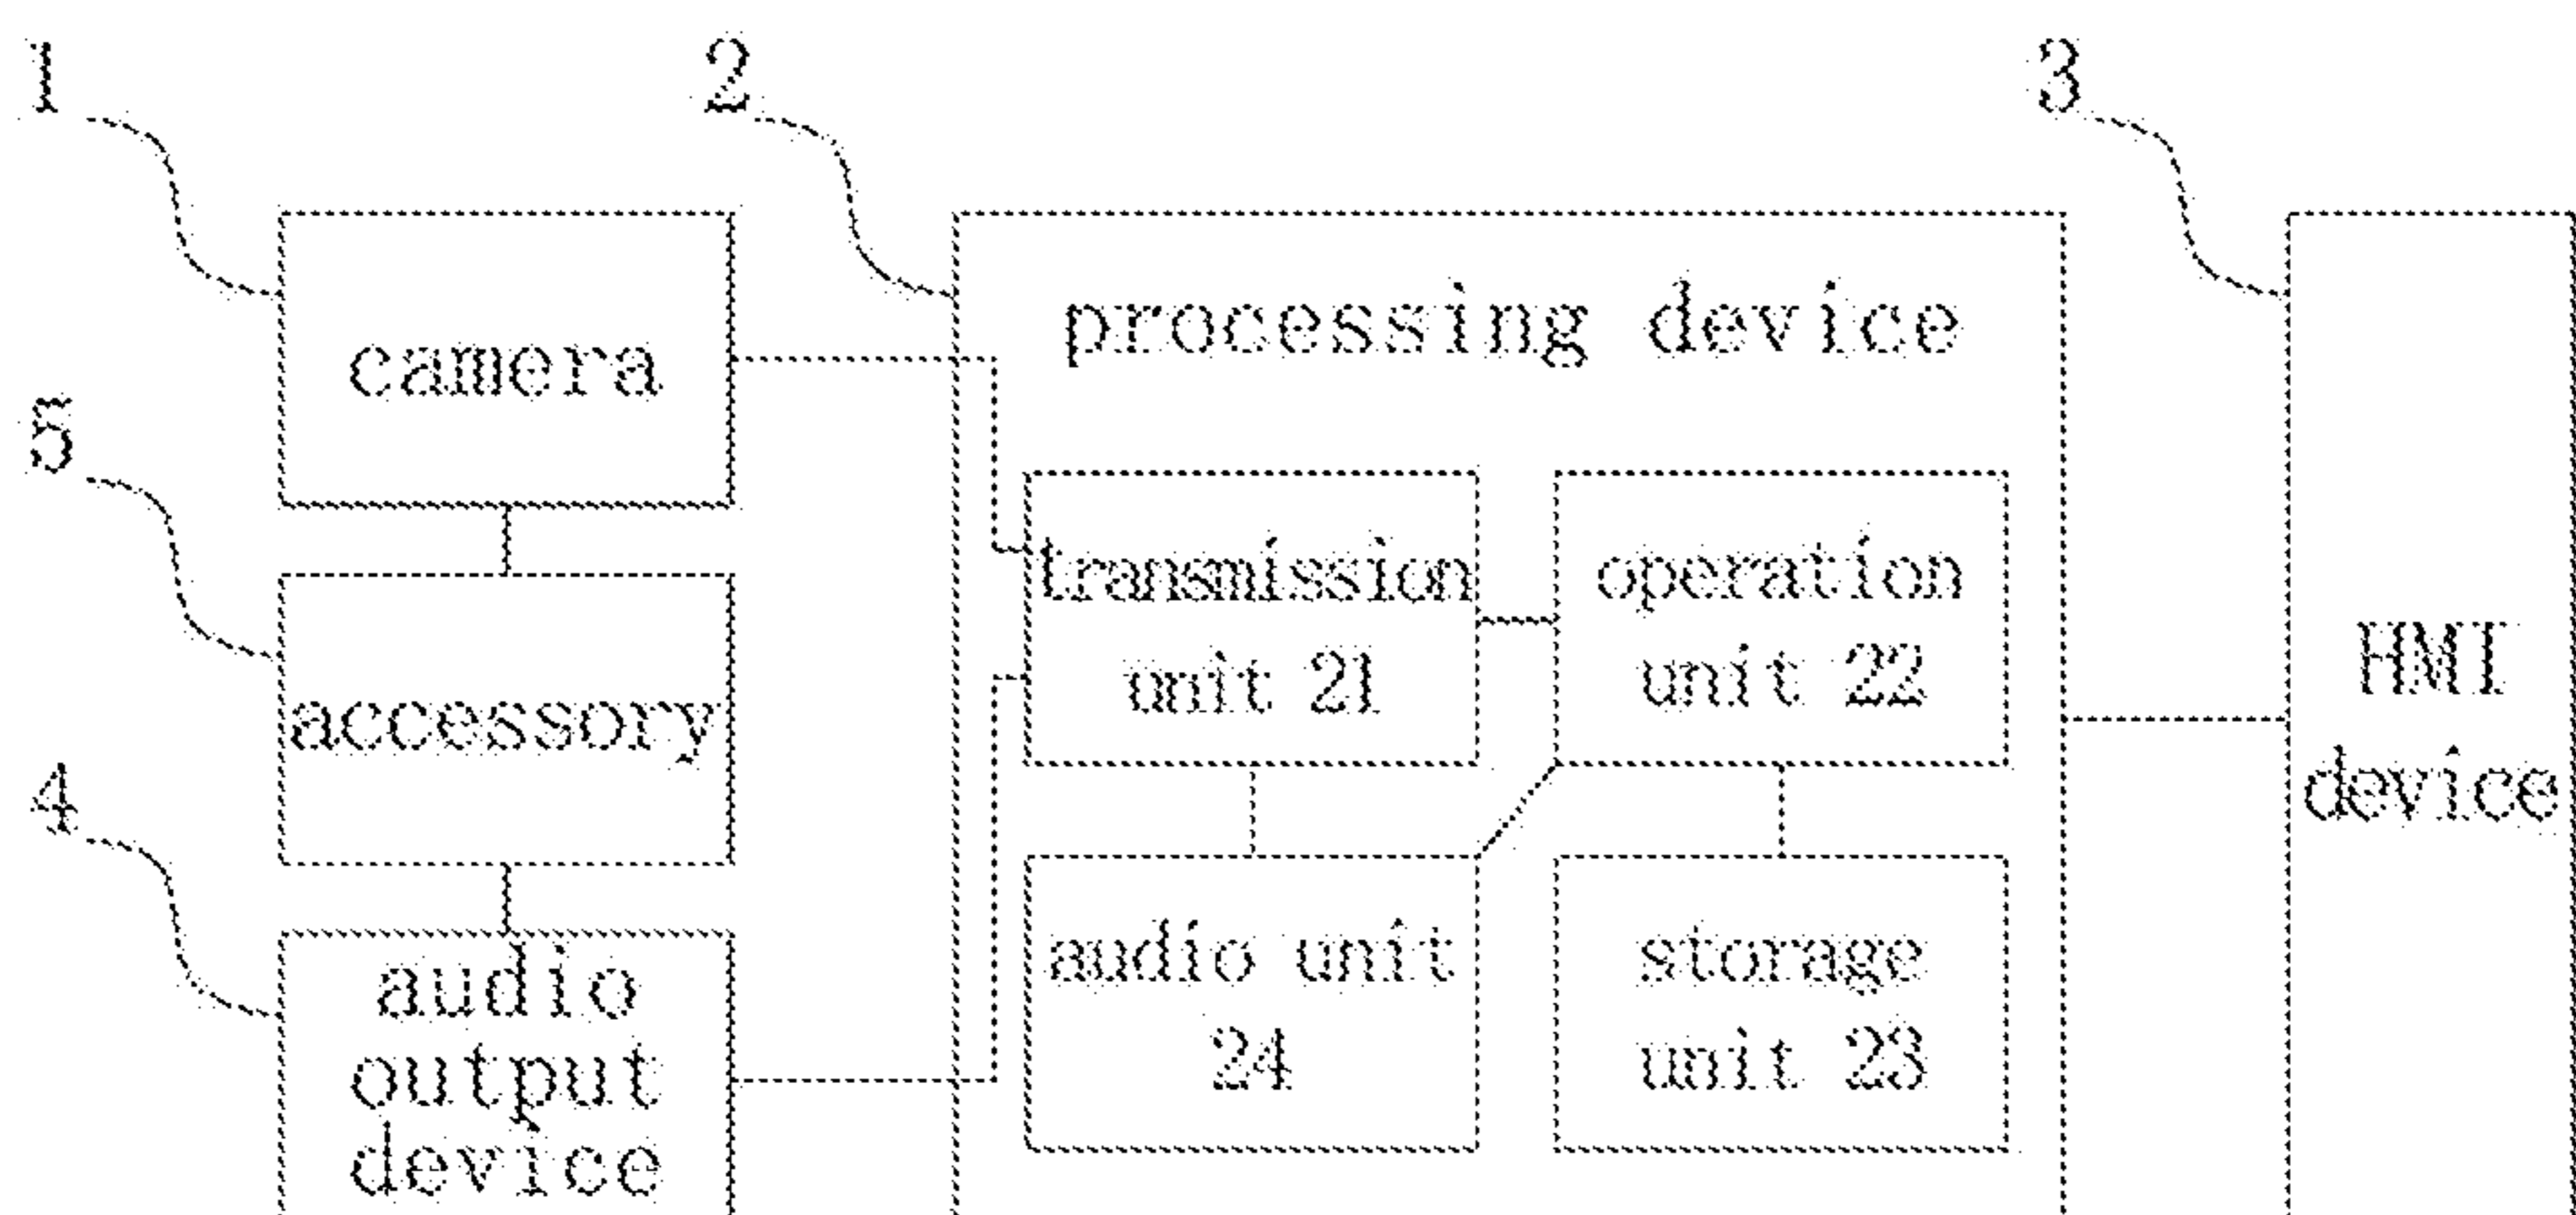 1
2
3
camera
processing device
5
transmission
unit 21
operation
unit 22
accessory
HMI
device
4
audio unit
24
storage
unit 23
audio
output
device